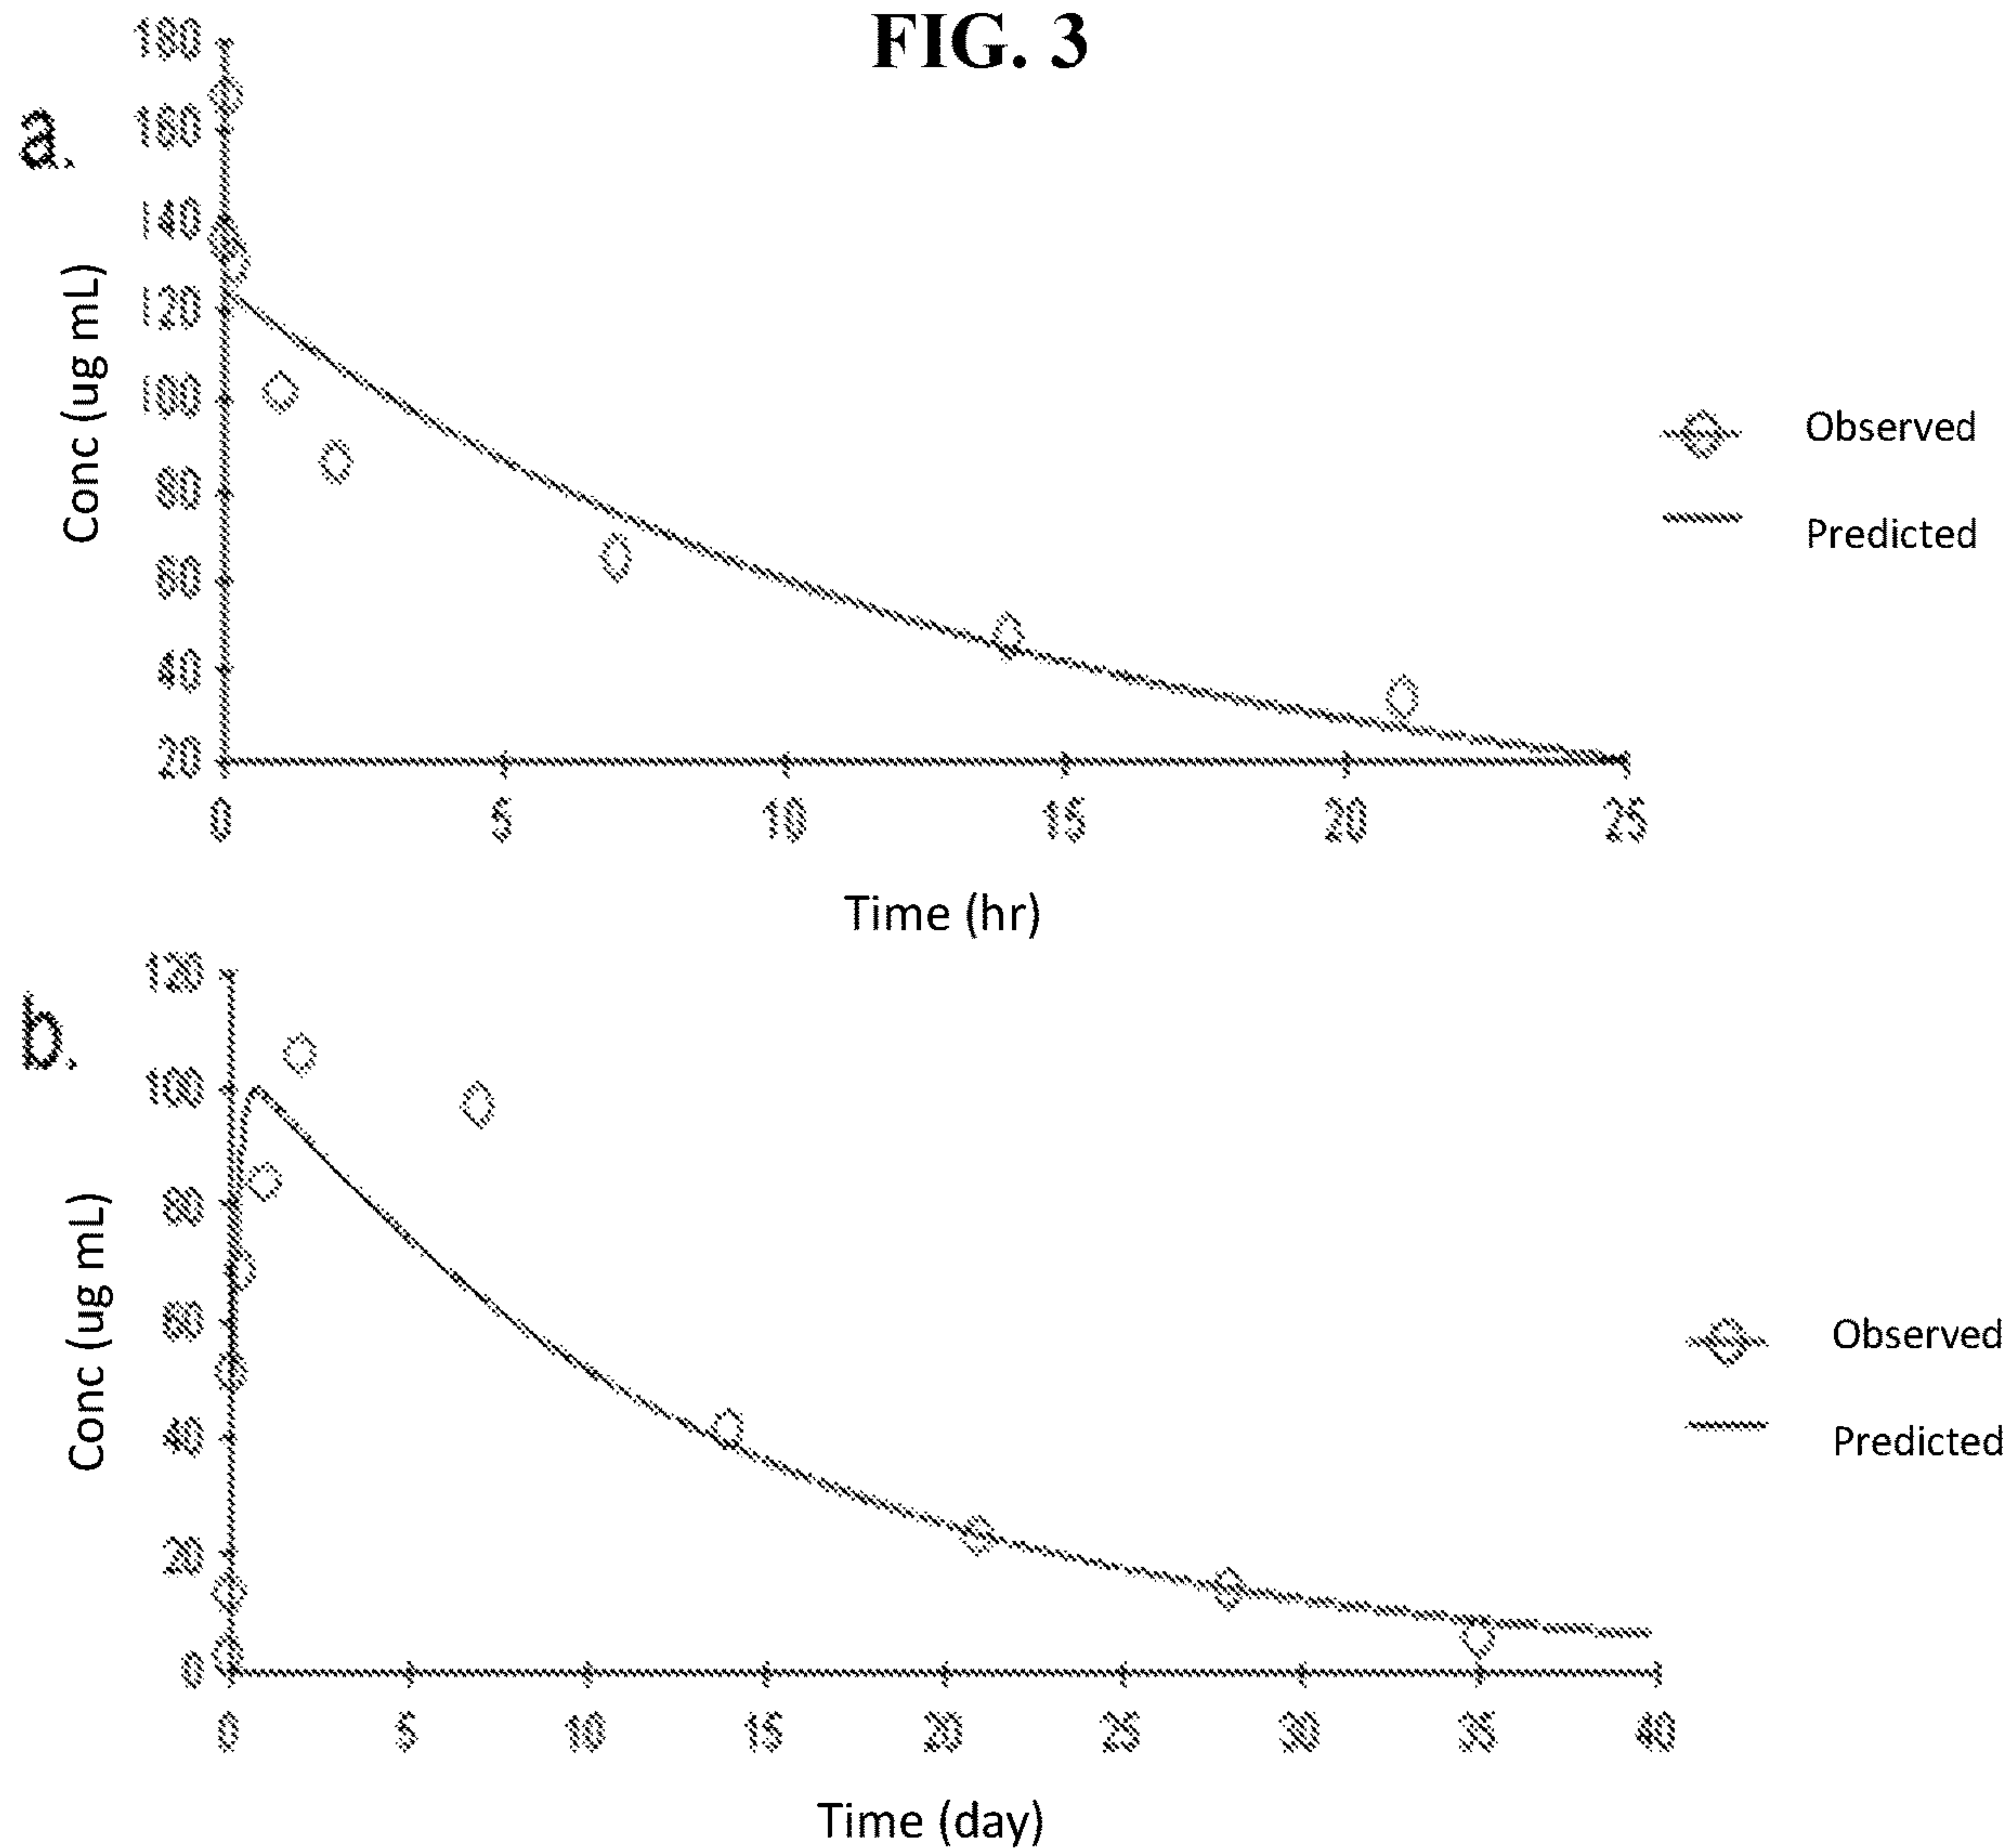 FIG. 3
a.
180
160
140
120
100
80
60
40
20
Conc (ug mL)
0 5 10 15 20 25
Time (hr)
Observed
Predicted
b.
120
100
80
60
40
20
0
Conc (ug mL)
0 5 10 15 20 25 30 35 40
Time (day)
Observed
Predicted